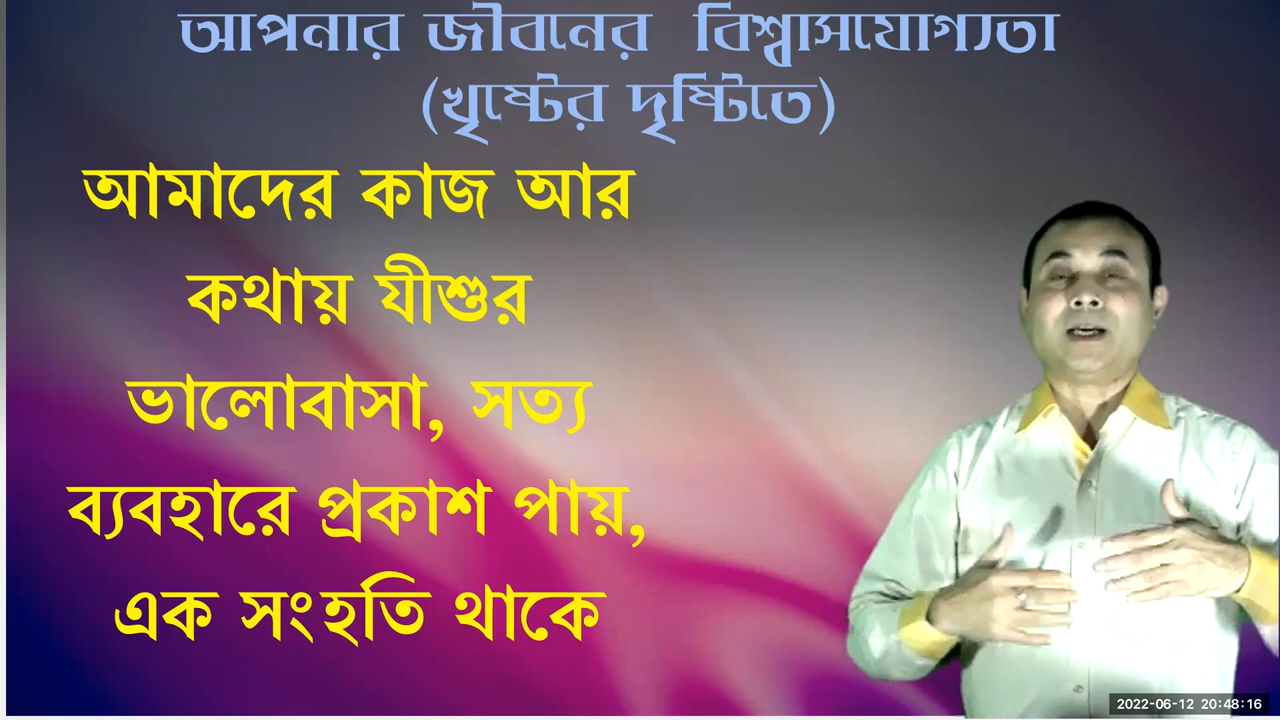 আপনার জীবনের বিশ্বাসযোগ্যতা
(খৃষ্টের দৃষ্টিতে)
আমাদের কাজ আর
কথায় যীশুর
ভালোবাসা, সত্য
ব্যবহারে প্রকাশ পায়,
এক সংহতি থাকে
2022-06-12 20:48:16